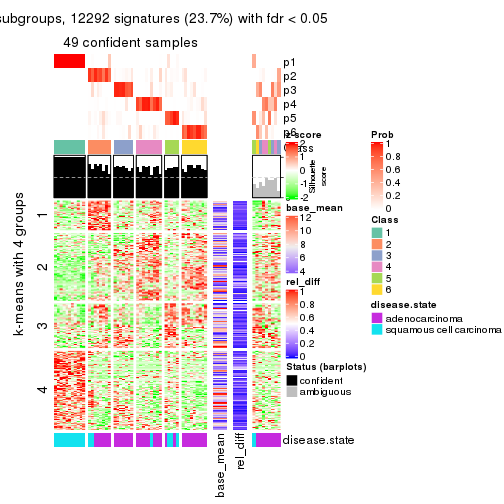 subgroups, 12292 signatures (23.7%) with fdr < 0.05
49 confident samples
p1
p2
p3
p4
p5
p6
Class
Silhouette
score
k-means with 4 groups
1
2
3
4
z-score
2
1
0
-1
-2
base_mean
12
10
8
6
4
rel_diff
1
0.8
0.6
0.4
0.2
0
Status (barplots)
confident
ambiguous
Prob
1
0.8
0.6
0.4
0.2
0
Class
1
2
3
4
5
6
disease.state
adenocarcinoma
squamous cell carcinoma
disease.state
base_mean
rel_diff